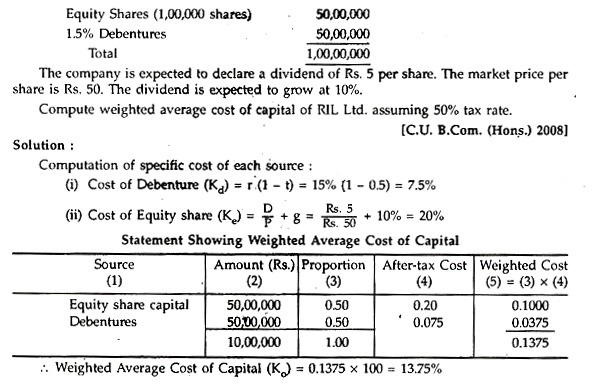 Equity Shares (1,00,000 shares) 50,00,000
1.5% Debentures 50,00,000
Total 1,00,00,000
The company is expected to declare a dividend of Rs. 5 per share. The market price per
share is Rs. 50. The dividend is expected to grow at 10%.
Compute weighted average cost of capital of RIL Ltd. assuming 50% tax rate.
[C.U. B.Com. (Hons.) 2008]
Solution :
Computation of specific cost of each source :
(i) Cost of Debenture (Kd) = r (1 – t) = 15% (1 – 0.5) = 7.5%
(ii) Cost of Equity share (Ke) = D/P + g = Rs. 5/Rs. 50 + 10% = 20%
Statement Showing Weighted Average Cost of Capital
Source Amount (Rs.) Proportion After-tax Cost Weighted Cost
(1) (2) (3) (4) (5) = (3) × (4)
Equity share capital 50,00,000 0.50 0.20 0.1000
Debentures 50,00,000 0.50 0.075 0.0375
10,00,000 1.00 0.1375
∴ Weighted Average Cost of Capital (Ko) = 0.1375 × 100 = 13.75%